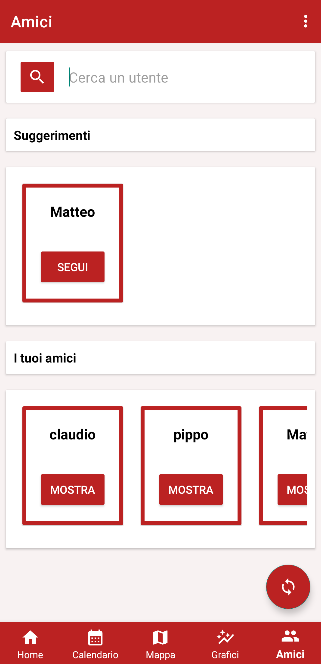 Amici
Cerca un utente
Suggerimenti
Matteo
SEGUI
I tuoi amici
claudio
pippo
Ma
MOSTRA
MOSTRA
MOS
Home
Calendario
Mappa
Grafici
Amici